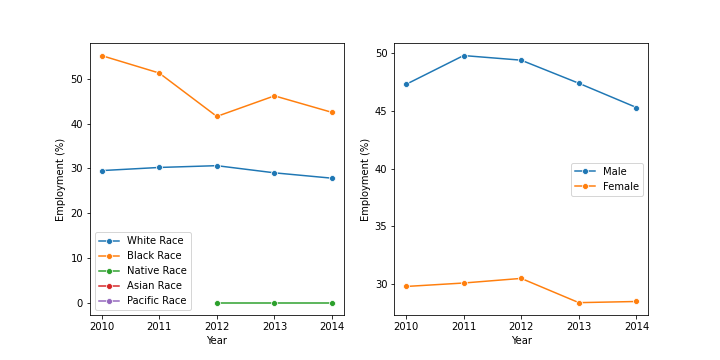 Employment (%)
50
40
30
20
10
0
White Race
Black Race
Native Race
Asian Race
Pacific Race
2010 2011 2012 2013 2014
Year
Employment (%)
50
45
40
35
30
Male
Female
2010 2011 2012 2013 2014
Year